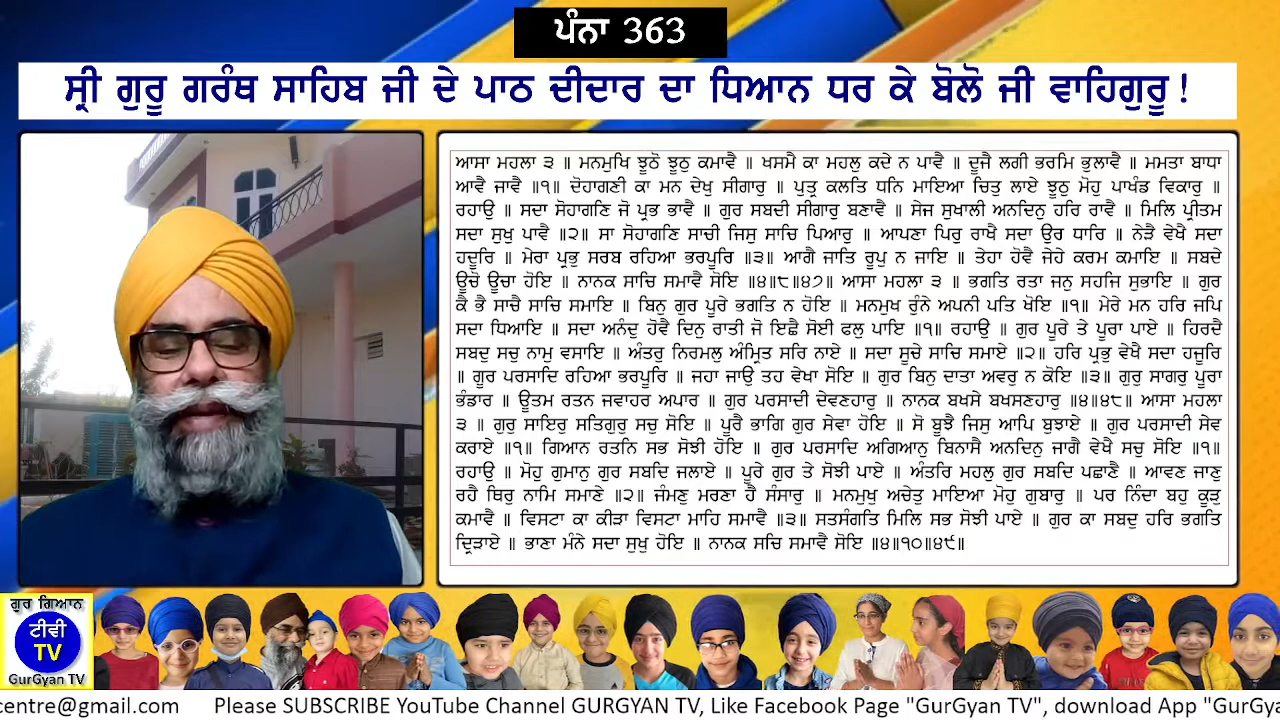 ਪੰਨਾ 363
ਸ੍ਰੀ ਗੁਰੂ ਗਰੰਥ ਸਾਹਿਬ ਜੀ ਦੇ ਪਾਠ ਦੀਦਾਰ ਦਾ ਧਿਆਨ ਧਰ ਕੇ ਬੋਲੋ ਜੀ ਵਾਹਿਗੁਰੂ!
ਆਸਾ ਮਹਲਾ ੩ ॥ ਮਨਮੁਖਿ ਝੂਠੋ ਝੂਠੁ ਕਮਾਵੈ ॥ ਖਸਮੈ ਕਾ ਮਹਲੁ ਕਦੇ ਨ ਪਾਵੈ ॥ ਦੂਜੈ ਲਗੀ ਭਰਮਿ ਭੁਲਾਵੈ ॥ ਮਮਤਾ ਬਾਧਾ
ਆਵੈ ਜਾਵੈ ॥੧॥ ਦੋਹਾਗਣੀ ਕਾ ਮਨ ਦੇਖੁ ਸੀਗਾਰੁ ॥ ਪੁਤ੍ਰ ਕਲਤਿ ਧਨਿ ਮਾਇਆ ਚਿਤੁ ਲਾਏ ਝੂਠੁ ਮੋਹੁ ਪਾਖੰਡ ਵਿਕਾਰੁ ॥੧॥
ਰਹਾਉ ॥ ਸਦਾ ਸੋਹਾਗਣਿ ਜੋ ਪ੍ਰਭ ਭਾਵੈ ॥ ਗੁਰ ਸਬਦੀ ਸੀਗਾਰੁ ਬਣਾਵੈ ॥ ਸੇਜ ਸੁਖਾਲੀ ਅਨਦਿਨੁ ਹਰਿ ਰਾਵੈ ॥ ਮਿਲਿ ਪ੍ਰੀਤਮ
ਸਦਾ ਸੁਖੁ ਪਾਵੈ ॥੨॥ ਸਾ ਸੋਹਾਗਣਿ ਸਾਚੀ ਜਿਸੁ ਸਾਚਿ ਪਿਆਰੁ ॥ ਆਪਣਾ ਪਿਰੁ ਰਾਖੈ ਸਦਾ ਉਰ ਧਾਰਿ ॥ ਨੇੜੈ ਵੇਖੈ ਸਦਾ
ਹਦੂਰਿ ॥ ਮੇਰਾ ਪ੍ਰਭੁ ਸਰਬ ਰਹਿਆ ਭਰਪੂਰਿ ॥੩॥ ਆਗੈ ਜਾਤਿ ਰੂਪੁ ਨ ਜਾਇ ॥ ਤੇਹਾ ਹੋਵੈ ਜੇਹੇ ਕਰਮ ਕਮਾਇ ॥ ਸਬਦੇ
ਊਚੋ ਊਚਾ ਹੋਇ ॥ ਨਾਨਕ ਸਾਚਿ ਸਮਾਵੈ ਸੋਇ ॥੪॥੮॥੪੭॥ ਆਸਾ ਮਹਲਾ ੩ ॥ ਭਗਤਿ ਰਤਾ ਜਨੁ ਸਹਜਿ ਸੁਭਾਇ ॥ ਗੁਰ
ਕੈ ਭੈ ਸਾਚੈ ਸਾਚਿ ਸਮਾਇ ॥ ਬਿਨੁ ਗੁਰ ਪੂਰੇ ਭਗਤਿ ਨ ਹੋਇ ॥ ਮਨਮੁਖ ਰੁੰਨੇ ਅਪਨੀ ਪਤਿ ਖੋਇ ॥੧॥ ਮੇਰੇ ਮਨ ਹਰਿ ਜਪਿ
ਸਦਾ ਧਿਆਇ ॥ ਸਦਾ ਅਨੰਦੁ ਹੋਵੈ ਦਿਨੁ ਰਾਤੀ ਜੋ ਇਛੈ ਸੋਈ ਫਲੁ ਪਾਇ ॥੧॥ ਰਹਾਉ ॥ ਗੁਰ ਪੂਰੇ ਤੇ ਪੂਰਾ ਪਾਏ ॥ ਹਿਰਦੈ
ਸਬਦੁ ਸਚੁ ਨਾਮੁ ਵਸਾਇ ॥ ਅੰਤਰੁ ਨਿਰਮਲੁ ਅੰਮ੍ਰਿਤ ਸਰਿ ਨਾਏ ॥ ਸਦਾ ਸੂਚੇ ਸਾਚਿ ਸਮਾਏ ॥੨॥ ਹਰਿ ਪ੍ਰਭੁ ਵੇਖੈ ਸਦਾ ਹਜੂਰਿ
॥ ਗੁਰ ਪਰਸਾਦਿ ਰਹਿਆ ਭਰਪੂਰਿ ॥ ਜਹਾ ਜਾਉ ਤਹ ਵੇਖਾ ਸੋਇ ॥ ਗੁਰ ਬਿਨੁ ਦਾਤਾ ਅਵਰੁ ਨ ਕੋਇ ॥੩॥ ਗੁਰੁ ਸਾਗਰੁ ਪੂਰਾ
ਭੰਡਾਰ ॥ ਊਤਮ ਰਤਨ ਜਵਾਹਰ ਅਪਾਰ ॥ ਗੁਰ ਪਰਸਾਦੀ ਦੇਵਣਹਾਰੁ ॥ ਨਾਨਕ ਬਖਸੇ ਬਖਸਣਹਾਰੁ ॥੪॥੯॥੪੮॥ ਆਸਾ ਮਹਲਾ
੩ ॥ ਗੁਰੁ ਸਾਇਰੁ ਸਤਿਗੁਰੁ ਸਚੁ ਸੋਇ ॥ ਪੂਰੈ ਭਾਗਿ ਗੁਰ ਸੇਵਾ ਹੋਇ ॥ ਸੋ ਬੂਝੈ ਜਿਸੁ ਆਪਿ ਬੁਝਾਏ ॥ ਗੁਰ ਪਰਸਾਦੀ ਸੇਵ
ਕਰਾਏ ॥੧॥ ਗਿਆਨ ਰਤਨਿ ਸਭ ਸੋਝੀ ਹੋਇ ॥ ਗੁਰ ਪਰਸਾਦਿ ਅਗਿਆਨੁ ਬਿਨਾਸੈ ਅਨਦਿਨੁ ਜਾਗੈ ਵੇਖੈ ਸਚੁ ਸੋਇ ॥੧॥
ਰਹਾਉ ॥ ਮੋਹੁ ਗੁਮਾਨੁ ਗੁਰ ਸਬਦਿ ਜਲਾਏ ॥ ਪੂਰੇ ਗੁਰ ਤੇ ਸੋਝੀ ਪਾਏ ॥ ਅੰਤਰਿ ਮਹਲੁ ਗੁਰ ਸਬਦਿ ਪਛਾਣੈ ॥ ਆਵਣ ਜਾਣੁ
ਰਹੈ ਥਿਰੁ ਨਾਮਿ ਸਮਾਣੇ ॥੨॥ ਜੰਮਣੁ ਮਰਣਾ ਹੈ ਸੰਸਾਰੁ ॥ ਮਨਮੁਖੁ ਅਚੇਤੁ ਮਾਇਆ ਮੋਹੁ ਗੁਬਾਰੁ ॥ ਪਰ ਨਿੰਦਾ ਬਹੁ ਕੂੜੁ
ਕਮਾਵੈ ॥ ਵਿਸਟਾ ਕਾ ਕੀੜਾ ਵਿਸਟਾ ਮਾਹਿ ਸਮਾਵੈ ॥੩॥ ਸਤਸੰਗਤਿ ਮਿਲਿ ਸਭ ਸੋਝੀ ਪਾਏ ॥ ਗੁਰ ਕਾ ਸਬਦੁ ਹਰਿ ਭਗਤਿ
ਦ੍ਰਿੜਾਏ ॥ ਭਾਣਾ ਮੰਨੇ ਸਦਾ ਸੁਖੁ ਹੋਇ ॥ ਨਾਨਕ ਸਚਿ ਸਮਾਵੈ ਸੋਇ ॥੪॥੧੦॥੪੯॥
ਗੁਰ ਗਿਆਨ
ਟੀਵੀ
TV
GurGyan TV
centre@gmail.com Please SUBSCRIBE YouTube Channel GURGYAN TV, Like Facebook Page "GurGyan TV", download App "GurGya